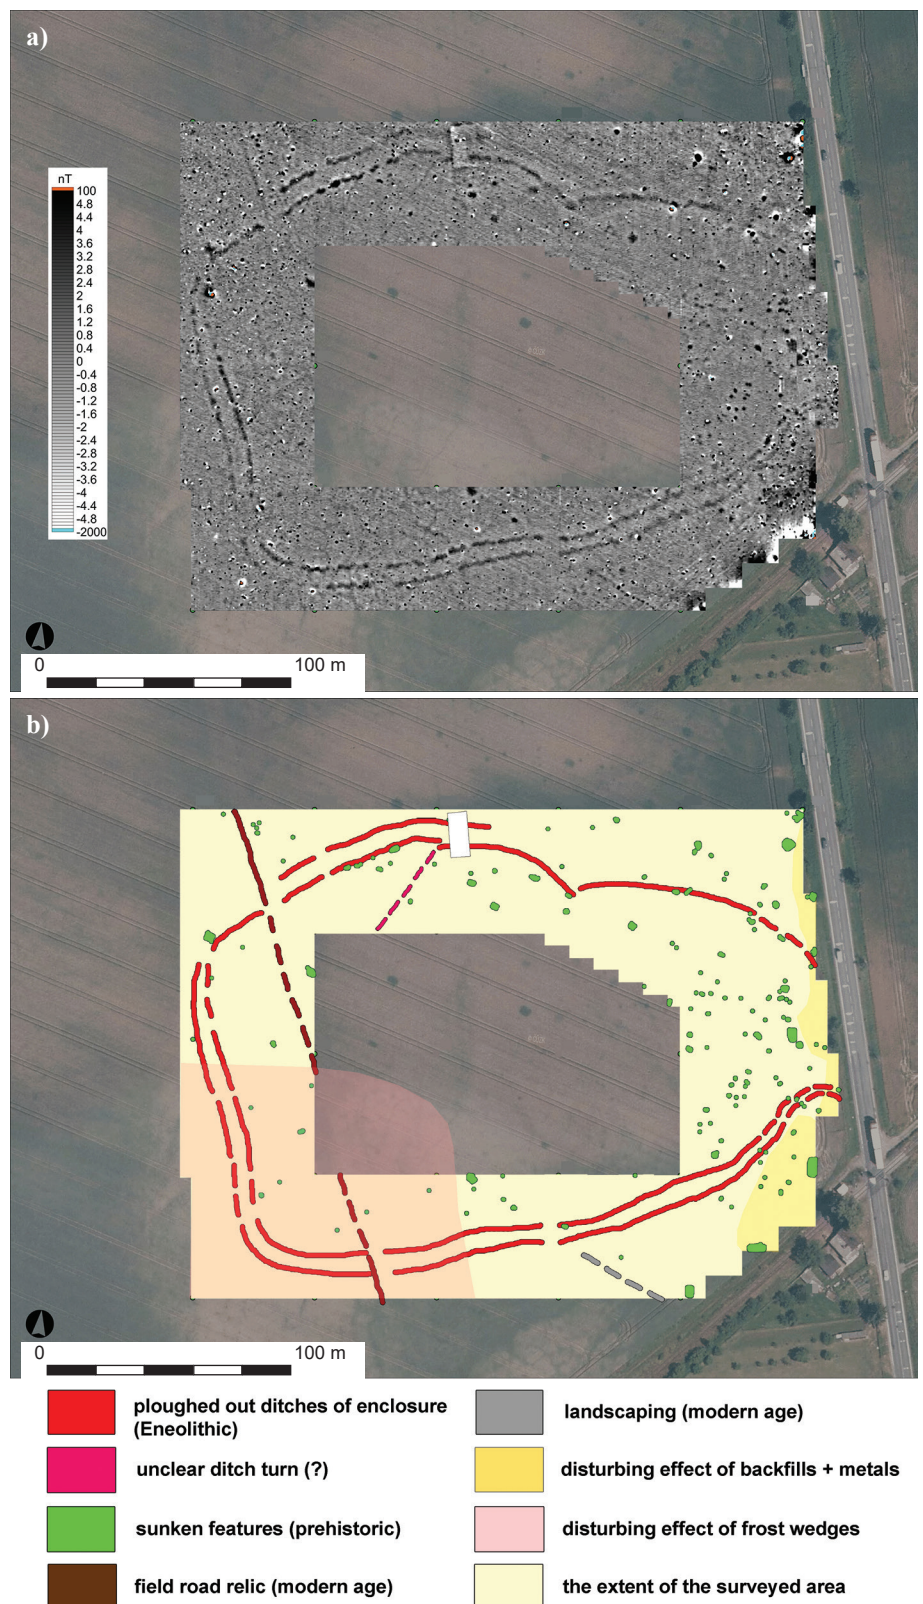 a)
nT
100
4.8
4.4
4
3.6
3.2
2.8
2.4
2
1.6
1.2
0.8
0.4
0
-0.4
-0.8
-1.2
-1.6
-2
-2.4
-2.8
-3.2
-3.6
-4
-4.4
-4.8
-2000
0 100 m
b)
0 100 m
ploughed out ditches of enclosure
(Eneolithic)
unclear ditch turn (?)
sunken features (prehistoric)
field road relic (modern age)
landscaping (modern age)
disturbing effect of backfills + metals
disturbing effect of frost wedges
the extent of the surveyed area